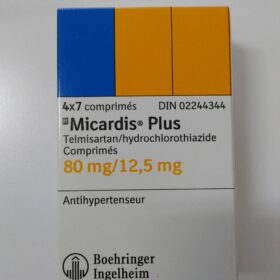 4x7 comprimés DIN 02244344
Micardis® Plus
Telmisartan/hydrochlorothiazide
Comprimés
80 mg/12,5 mg
Antihypertenseur
Boehringer
Ingelheim